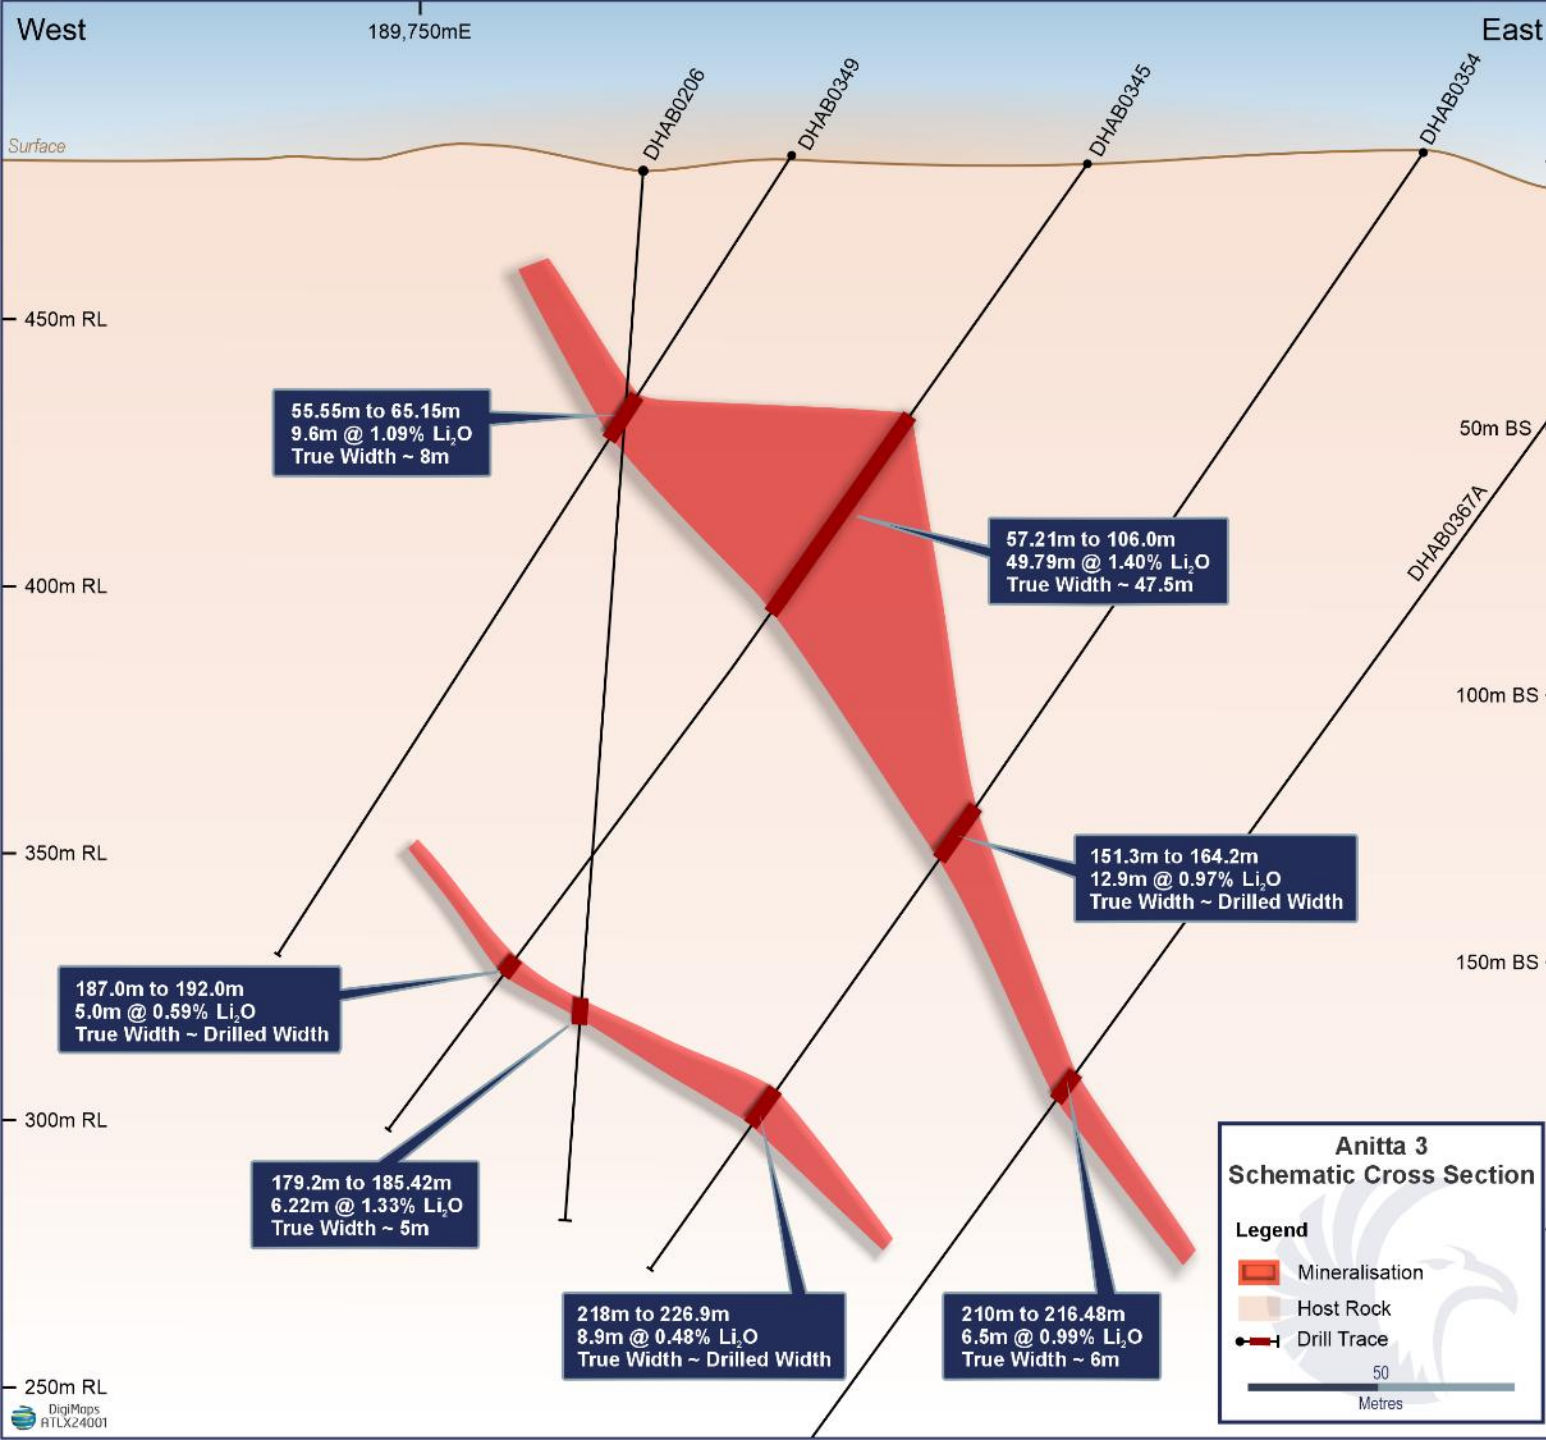 West
189,750mE
East
DHAB0206
DHAB0349
DHAB0345
DHAB0354
Surface
450m RL
55.55m to 65.15m
9.6m @ 1.09% Li₂O
True Width ~ 8m
50m BS
DHAB0367A
57.21m to 106.0m
49.79m @ 1.40% Li₂O
True Width ~ 47.5m
400m RL
100m BS
350m RL
151.3m to 164.2m
12.9m @ 0.97% Li₂O
True Width ~ Drilled Width
150m BS
187.0m to 192.0m
5.0m @ 0.59% Li₂O
True Width ~ Drilled Width
300m RL
179.2m to 185.42m
6.22m @ 1.33% Li₂O
True Width ~ 5m
218m to 226.9m
8.9m @ 0.48% Li₂O
True Width ~ Drilled Width
210m to 216.48m
6.5m @ 0.99% Li₂O
True Width ~ 6m
Anitta 3
Schematic Cross Section
Legend
Mineralisation
Host Rock
Drill Trace
50
Metres
250m RL
DigiMaps
ATLX24001